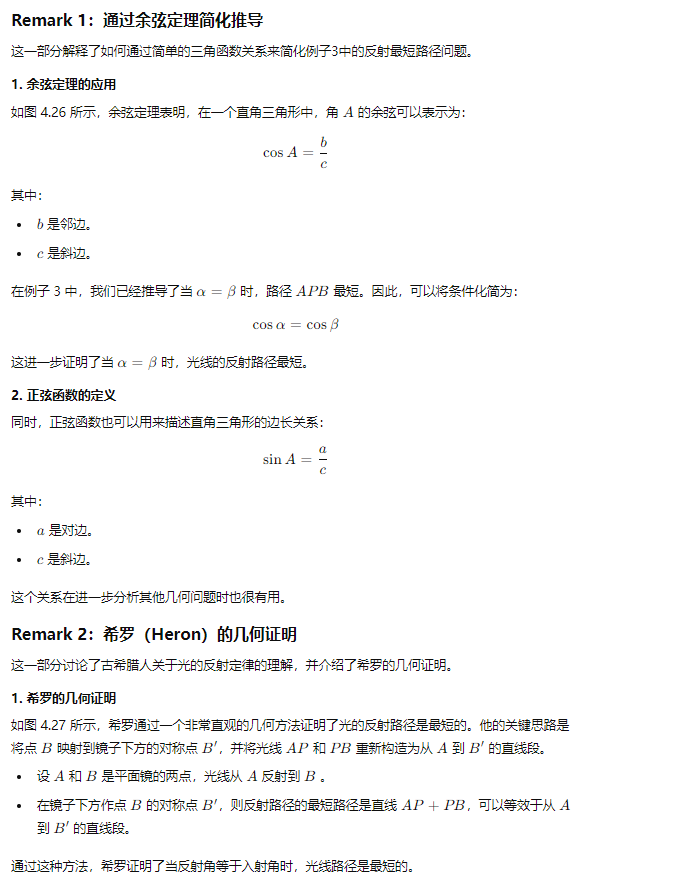 Remark 1：通过余弦定理简化推导
这一部分解释了如何通过简单的三角函数关系来简化例子3中的反射最短路径问题。
1. 余弦定理的应用
如图 4.26 所示，余弦定理表明，在一个直角三角形中，角 A 的余弦可以表示为：
cos A = b/c
其中：
• b 是邻边。
• c 是斜边。
在例子 3 中，我们已经推导了当 α = β 时，路径 APB 最短。因此，可以将条件化简为：
cos α = cos β
这进一步证明了当 α = β 时，光线的反射路径最短。
2. 正弦函数的定义
同时，正弦函数也可以用来描述直角三角形的边长关系：
sin A = a/c
其中：
• a 是对边。
• c 是斜边。
这个关系在进一步分析其他几何问题时也很有用。
Remark 2：希罗（Heron）的几何证明
这一部分讨论了古希腊人关于光的反射定律的理解，并介绍了希罗的几何证明。
1. 希罗的几何证明
如图 4.27 所示，希罗通过一个非常直观的几何方法证明了光的反射路径是最短的。他的关键思路是
将点 B 映射到镜子下方的对称点 B′，并将光线 AP 和 PB 重新构造为从 A 到 B′ 的直线段。
• 设 A 和 B 是平面镜的两点，光线从 A 反射到 B 。
• 在镜子下方作点 B 的对称点 B′，则反射路径的最短路径是直线 AP + PB，可以等效于从 A
到 B′ 的直线段。
通过这种方法，希罗证明了当反射角等于入射角时，光线路径是最短的。